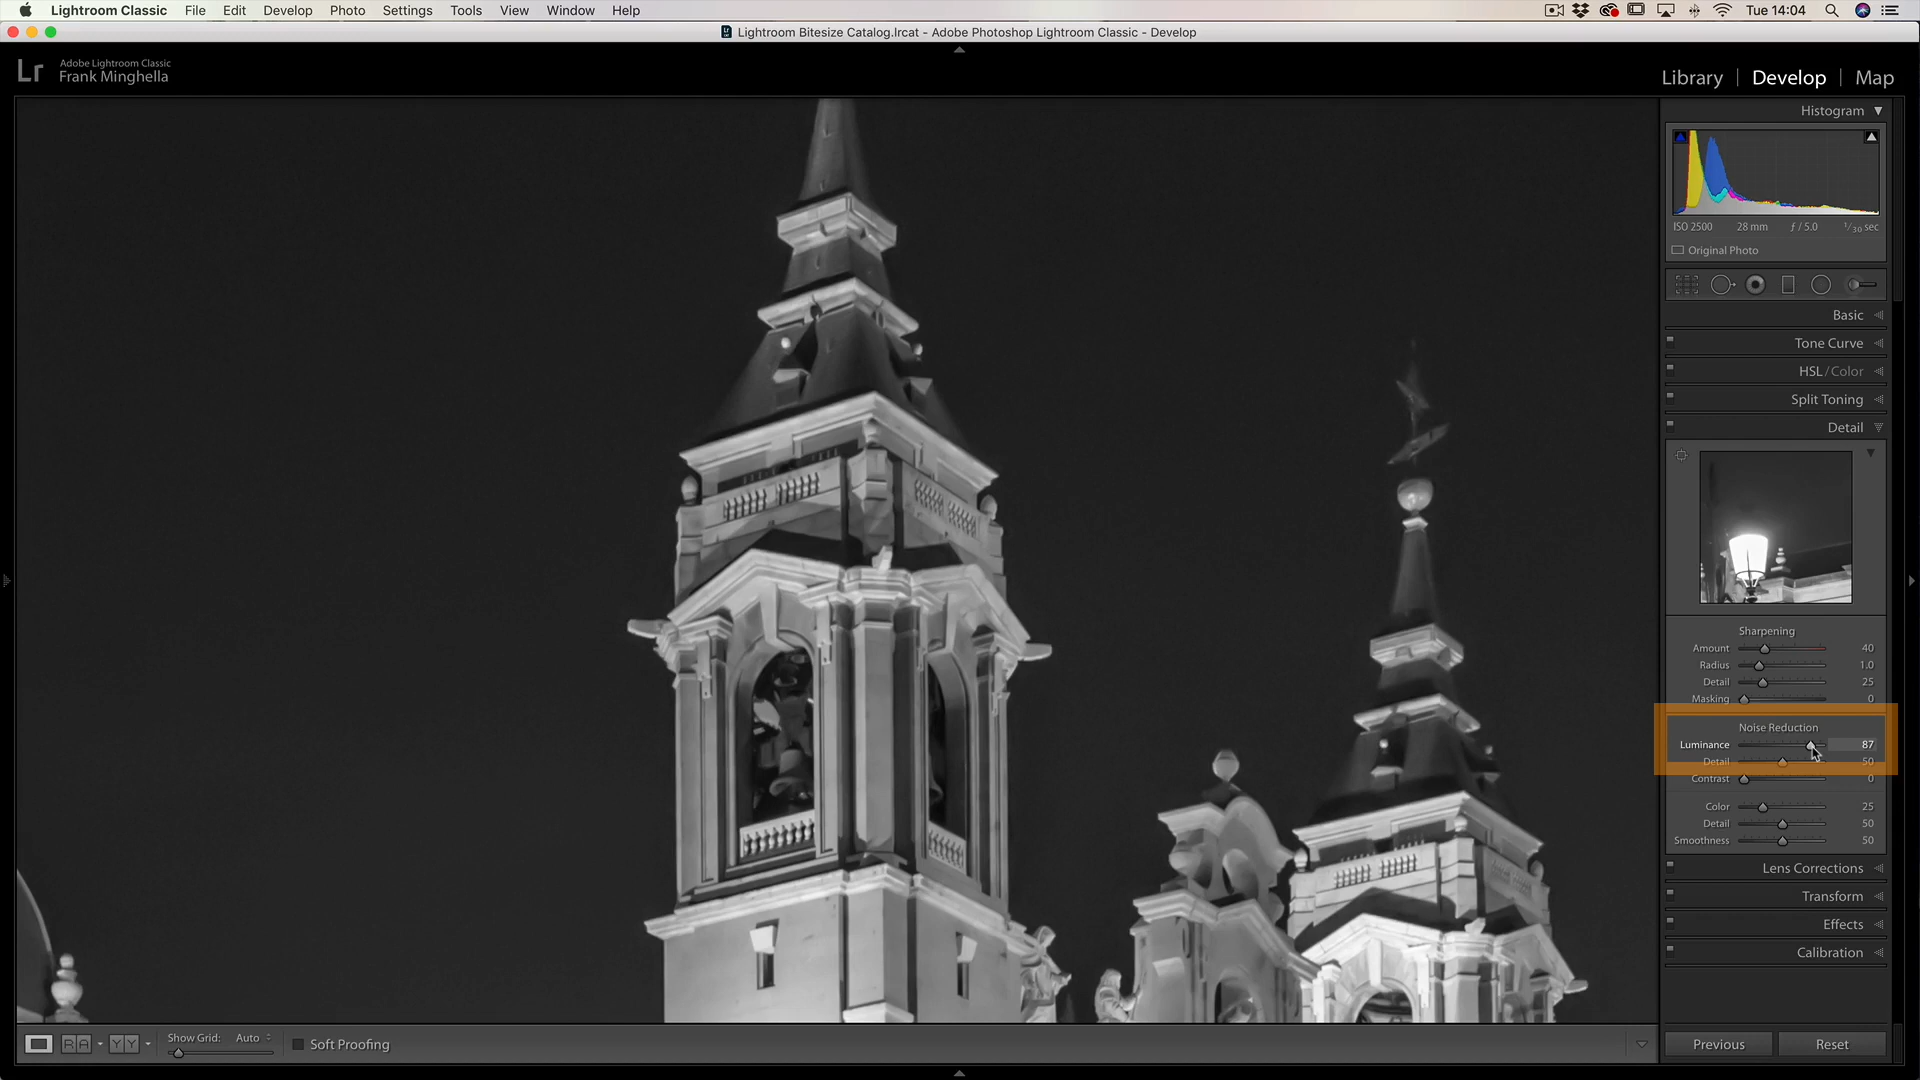 Lightroom Classic File Edit Develop Photo Settings Tools View Window Help Tue 14:04
Lightroom Bitesize Catalog.lrcat - Adobe Photoshop Lightroom Classic - Develop
Lr Adobe Lightroom Classic
Frank Minghella
Library | Develop | Map
Histogram
ISO 2500 28 mm ƒ / 5.0 1/30 sec
Original Photo
Basic
Tone Curve
HSL / Color
Split Toning
Detail
Sharpening
Amount 40
Radius 1.0
Detail 25
Masking 0
Noise Reduction
Luminance 87
Detail 50
Contrast 0
Color 25
Detail 50
Smoothness 50
Lens Corrections
Transform
Effects
Calibration
R A Y Y Show Grid: Auto Soft Proofing
Previous Reset